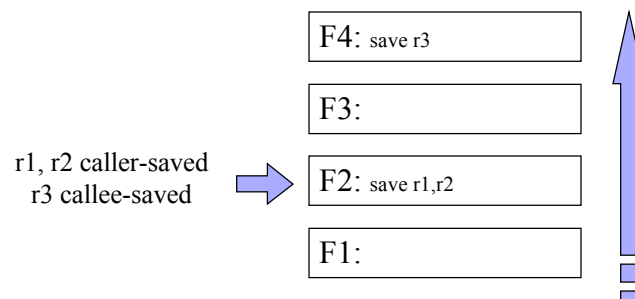 F4: save r3
F3:
r1, r2 caller-saved
r3 callee-saved
F2: save r1,r2
F1: